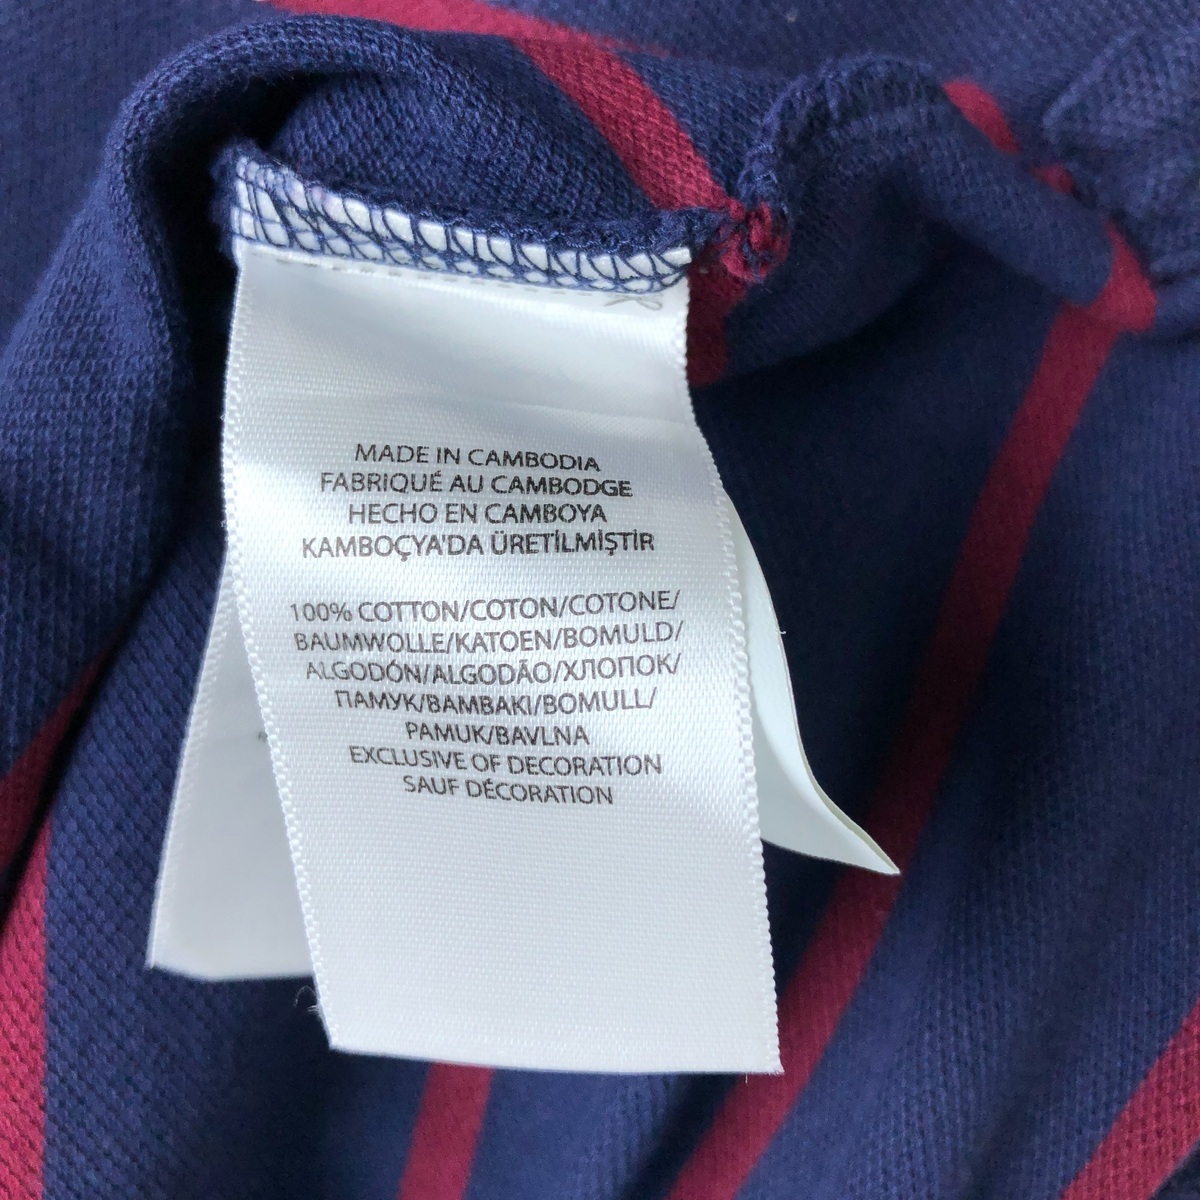 MADE IN CAMBODIA
FABRIQUÉ AU CAMBODGE
HECHO EN CAMBOYA
KAMBOÇYA'DA ÜRETİLMİŞTİR
100% COTTON/COTON/COTONE/
BAUMWOLLE/KATOEN/BOMULD/
ALGODÓN/ALGODÃO/ХЛОПОК/
ПАМУК/BAMBAKI/BOMULL/
PAMUK/BAVLNA
EXCLUSIVE OF DECORATION
SAUF DÉCORATION